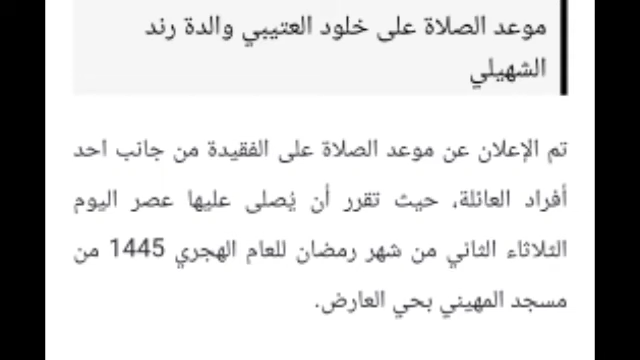 موعد الصلاة على خلود العتيبي والدة رند
الشهيلي
تم الإعلان عن موعد الصلاة على الفقيدة من جانب احد
أفراد العائلة، حيث تقرر أن يُصلى عليها عصر اليوم
الثلاثاء الثاني من شهر رمضان للعام الهجري 1445 من
مسجد المهيني بحي العارض.